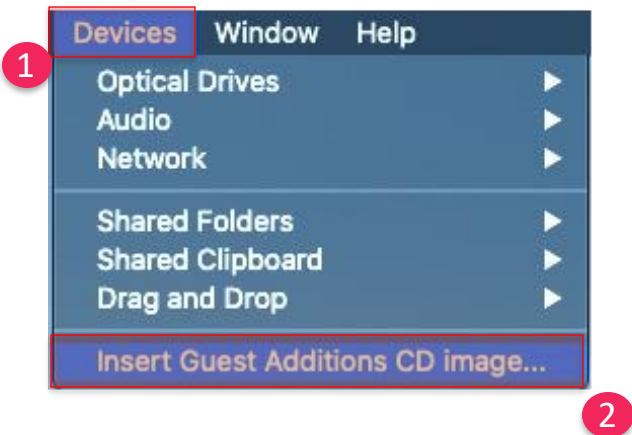 Devices Window Help
1
Optical Drives
Audio
Network
Shared Folders
Shared Clipboard
Drag and Drop
Insert Guest Additions CD image...
2